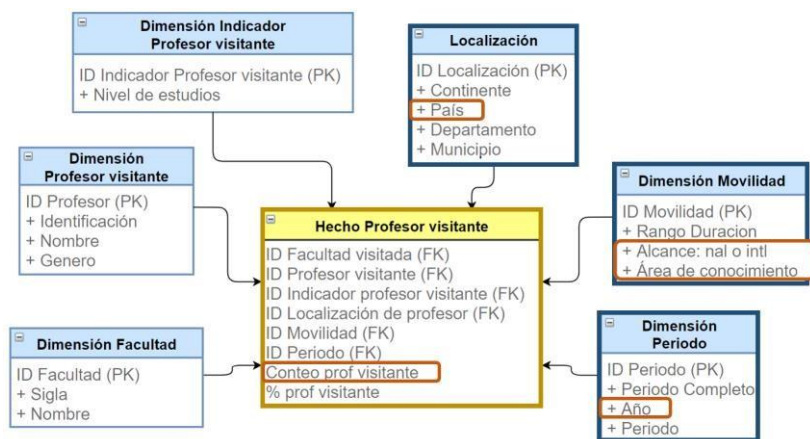 Dimensión Indicador
Profesor visitante
ID Indicador Profesor visitante (PK)
+ Nivel de estudios
Localización
ID Localización (PK)
+ Continente
+ País
+ Departamento
+ Municipio
Dimensión
Profesor visitante
ID Profesor (PK)
+ Identificación
+ Nombre
+ Genero
Hecho Profesor visitante
ID Facultad visitada (FK)
ID Profesor visitante (FK)
ID Indicador profesor visitante (FK)
ID Localización de profesor (FK)
ID Movilidad (FK)
ID Periodo (FK)
Conteo prof visitante
% prof visitante
Dimensión Movilidad
ID Movilidad (PK)
+ Rango Duracion
+ Alcance: nal o intl
+ Área de conocimiento
Dimensión Facultad
ID Facultad (PK)
+ Sigla
+ Nombre
Dimensión
Periodo
ID Periodo (PK)
+ Periodo Completo
+ Año
+ Periodo